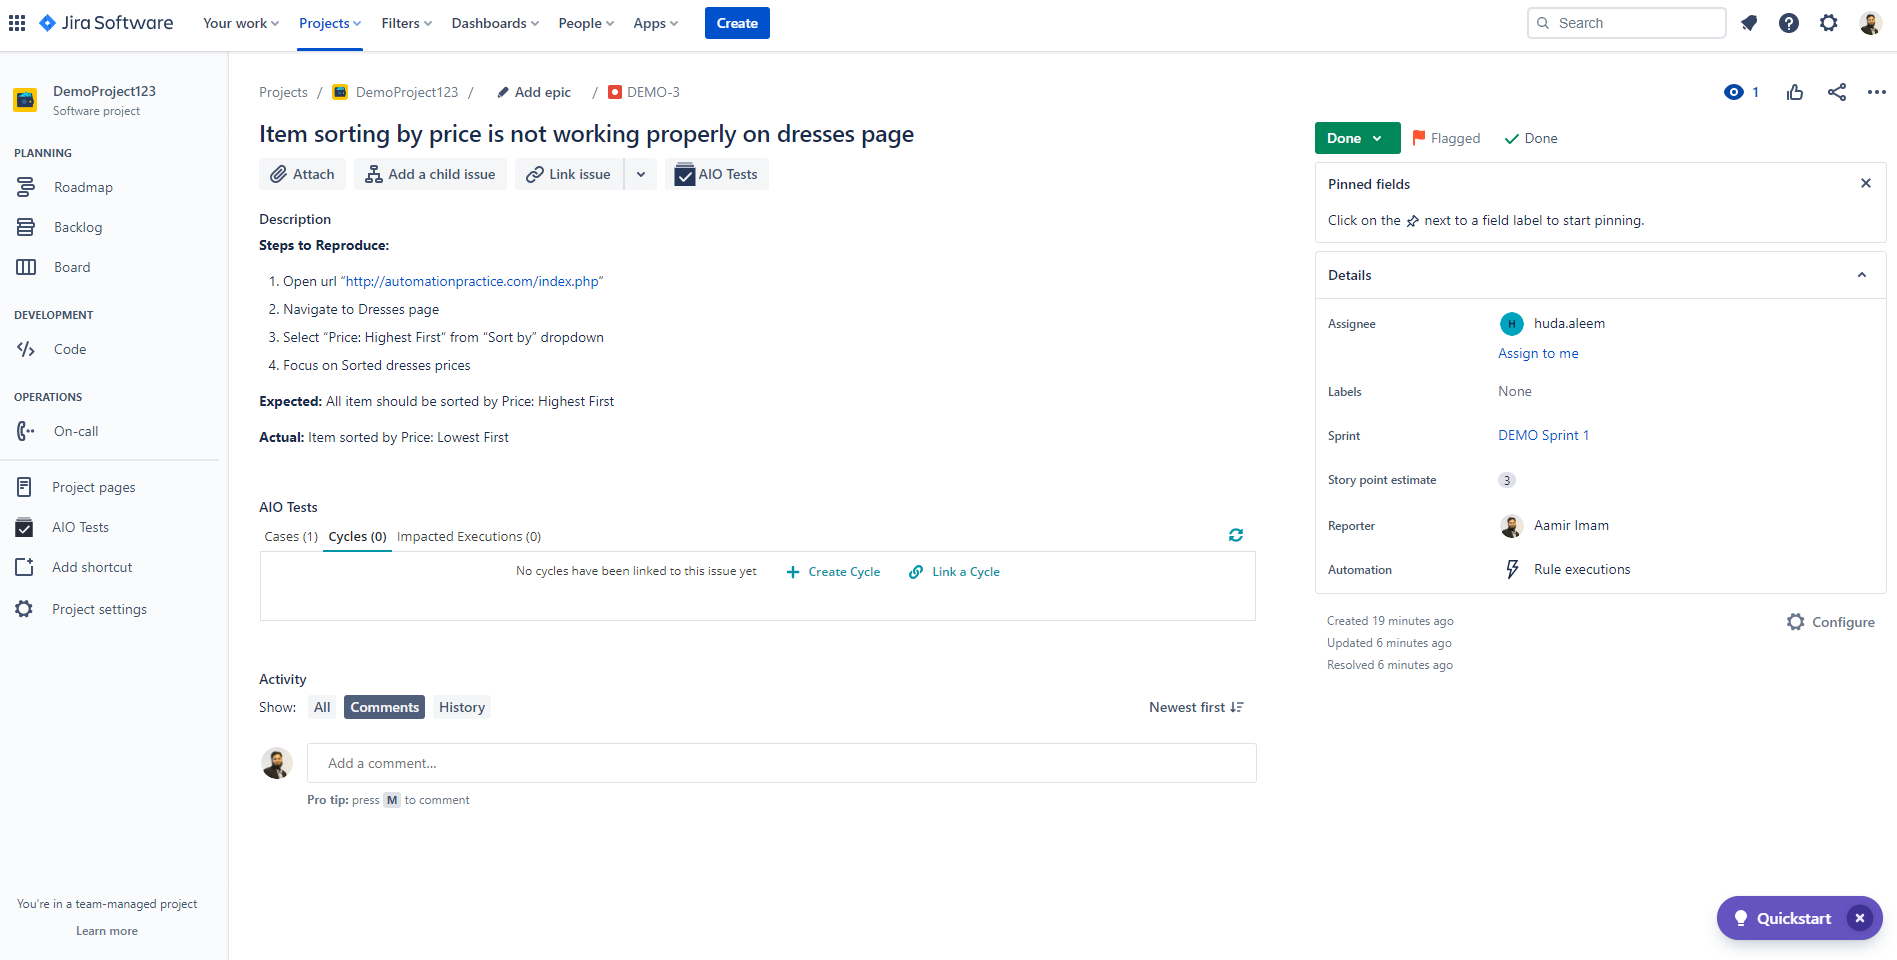 Jira Software
Your work
Projects
Filters
Dashboards
People
Apps
Create
Search
DemoProject123
Software project
PLANNING
Roadmap
Backlog
Board
DEVELOPMENT
Code
OPERATIONS
On-call
Project pages
AIO Tests
Add shortcut
Project settings
You're in a team-managed project
Learn more
Projects / DemoProject123 / Add epic / DEMO-3
Item sorting by price is not working properly on dresses page
Attach
Add a child issue
Link issue
AIO Tests
Description
Steps to Reproduce:
1. Open url “http://automationpractice.com/index.php”
2. Navigate to Dresses page
3. Select “Price: Highest First” from “Sort by” dropdown
4. Focus on Sorted dresses prices
Expected: All item should be sorted by Price: Highest First
Actual: Item sorted by Price: Lowest First
AIO Tests
Cases (1) Cycles (0) Impacted Executions (0)
No cycles have been linked to this issue yet
Create Cycle
Link a Cycle
Activity
Show: All Comments History
Newest first
Add a comment...
Pro tip: press M to comment
1
Done
Flagged
Done
Pinned fields
Click on the next to a field label to start pinning.
Details
Assignee
H huda.aleem
Assign to me
Labels
None
Sprint
DEMO Sprint 1
Story point estimate
3
Reporter
Aamir Imam
Automation
Rule executions
Created 19 minutes ago
Updated 6 minutes ago
Resolved 6 minutes ago
Configure
Quickstart